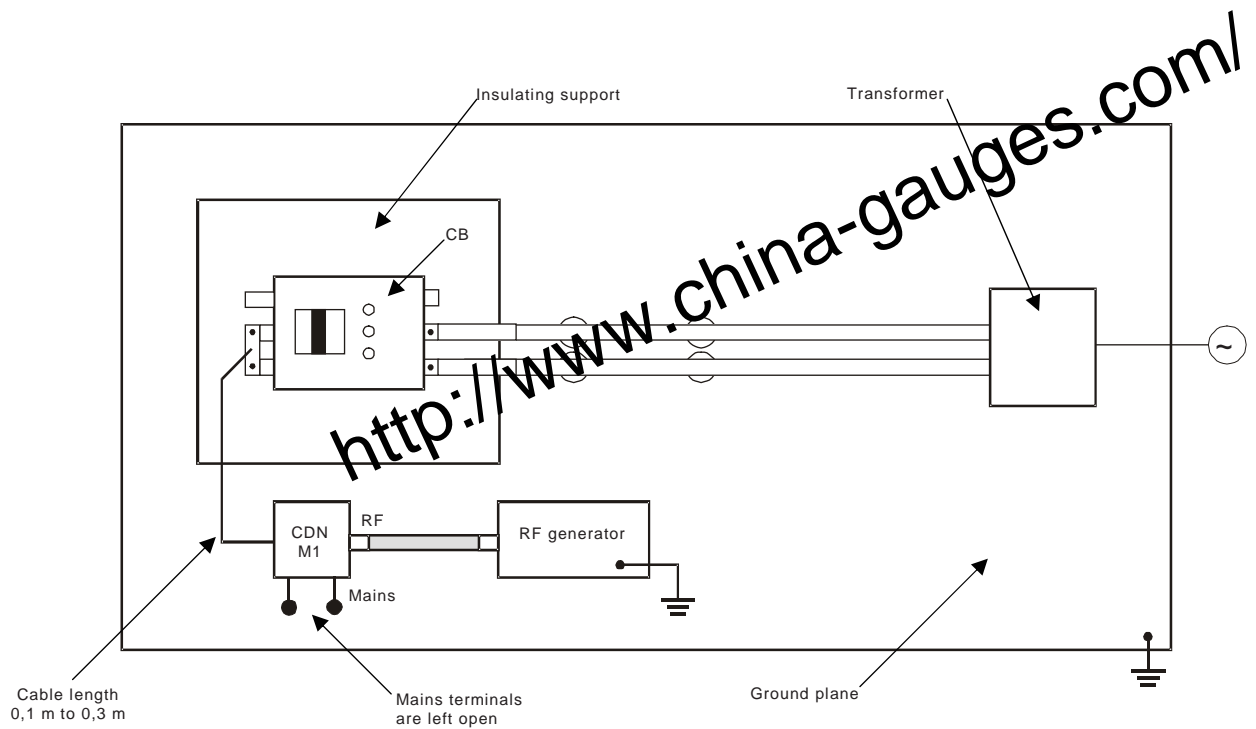 Insulating support
Transformer
http://www.china-gauges.com/
CB
~
CDN
M1
RF
RF generator
Mains
Cable length
0,1 m to 0,3 m
Mains terminals
are left open
Ground plane